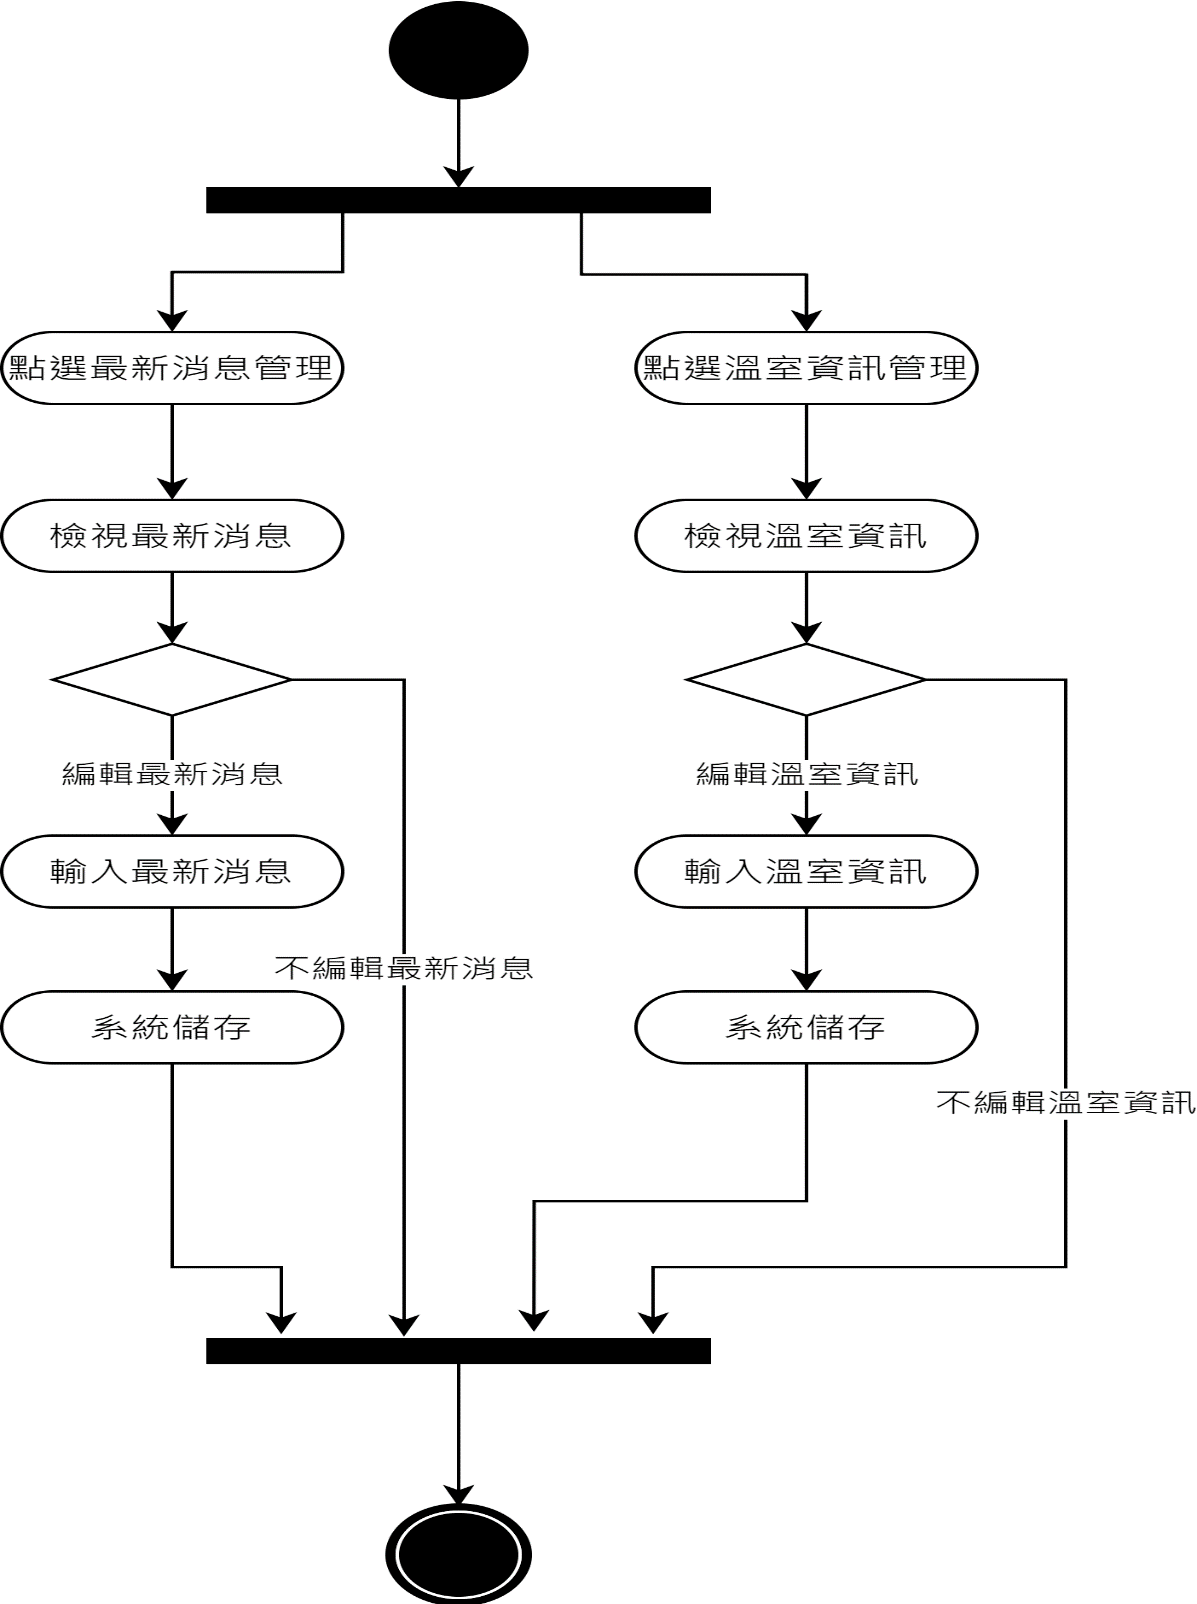 點選最新消息管理
點選溫室資訊管理
檢視最新消息
檢視溫室資訊
編輯最新消息
編輯溫室資訊
輸入最新消息
輸入溫室資訊
不編輯最新消息
系統儲存
系統儲存
不編輯溫室資訊